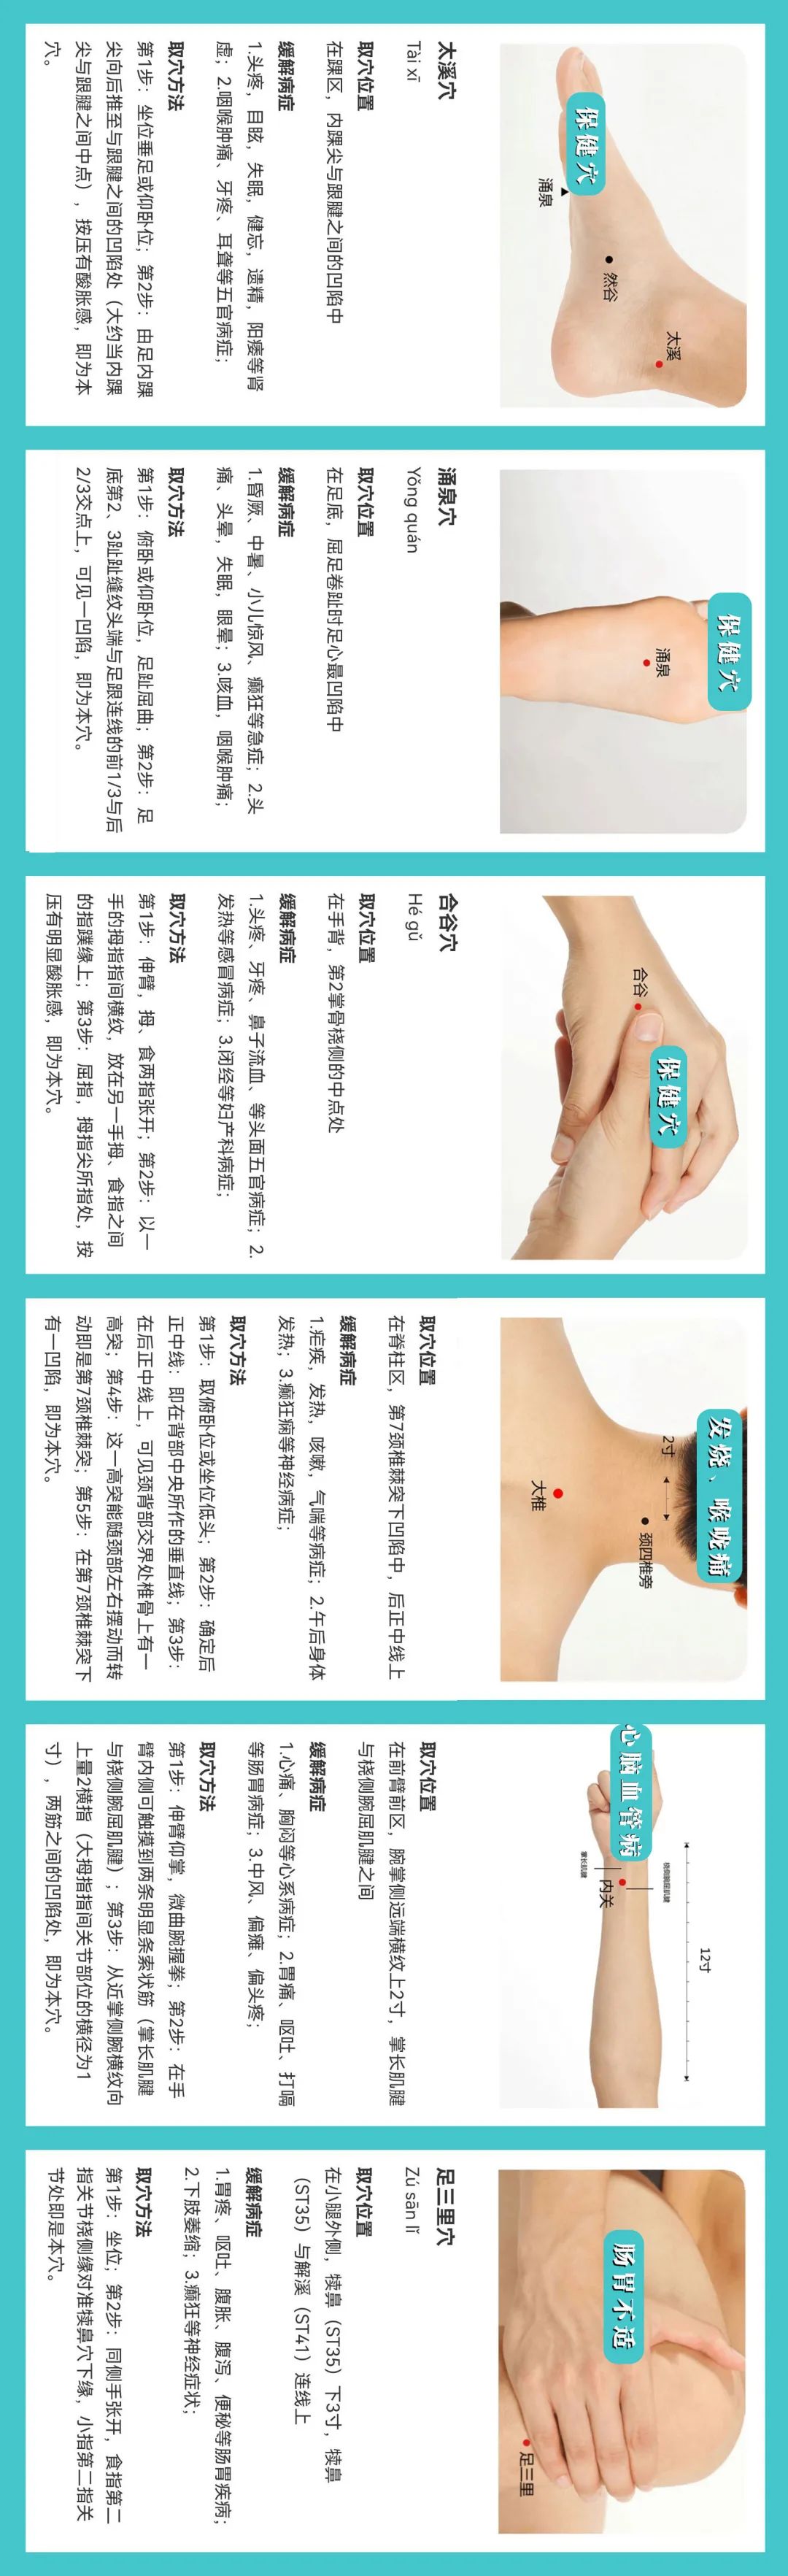 保健穴
涌泉
然谷
太溪
太溪穴
Tài xī
取穴位置
在踝区，内踝尖与跟腱之间的凹陷中
缓解病症
1.头疼，目眩，失眠，健忘，遗精，阳痿等肾
虚；2.咽喉肿痛、牙疼、耳聋等五官病症；
取穴方法
第1步：坐位垂足或仰卧位；第2步：由足内踝
尖向后推至与跟腱之间的凹陷处（大约当内踝
尖与跟腱之间中点），按压有酸胀感，即为本
穴。
保健穴
涌泉
涌泉穴
Yǒng quán
取穴位置
在足底，屈足卷趾时足心最凹陷中
缓解病症
1.昏厥、中暑、小儿惊风、癫狂等急症；2.头
痛、头晕，失眠，眼晕；3.咳血，咽喉肿痛；
取穴方法
第1步：俯卧或仰卧位，足趾屈曲；第2步：足
底第2、3趾趾缝纹头端与足跟连线的前1/3与后
2/3交点上，可见一凹陷，即为本穴。
合谷
保健穴
合谷穴
Hé gǔ
取穴位置
在手背，第2掌骨桡侧的中点处
缓解病症
1.头疼、牙疼、鼻子流血、等头面五官病症；2.
发热等感冒病症；3.闭经等妇产科病症；
取穴方法
第1步：伸臂，拇、食两指张开；第2步：以一
手的拇指指间横纹，放在另一手拇、食指之间
的指蹼缘上；第3步：屈指，拇指尖所指处，按
压有明显酸胀感，即为本穴。
发烧、喉咙痛
2寸
颈四椎旁
大椎
取穴位置
在脊柱区，第7颈椎棘突下凹陷中，后正中线上
缓解病症
1.疟疾，发热，咳嗽，气喘等病症；2.午后身体
发热；3.癫狂痫等神经病症；
取穴方法
第1步：取俯卧位或坐位低头；第2步：确定后
正中线：即在背部中央所作的垂直线；第3步：
在后正中线上，可见颈背部交界处椎骨上有一
高突；第4步：这一高突能随颈部左右摆动而转
动即是第7颈椎棘突；第5步：在第7颈椎棘突下
有一凹陷，即为本穴。
心脑血管病
12寸
桡侧腕屈肌腱
内关
掌长肌腱
取穴位置
在前臂前区，腕掌侧远端横纹上2寸，掌长肌腱
与桡侧腕屈肌腱之间
缓解病症
1.心痛、胸闷等心系病症；2.胃痛、呕吐、打嗝
等肠胃病症；3.中风、偏瘫、偏头疼；
取穴方法
第1步：伸臂仰掌，微曲腕握拳；第2步：在手
臂内侧可触摸到两条明显条索状筋（掌长肌腱
与桡侧腕屈肌腱）；第3步：从近掌侧腕横纹向
上量2横指（大拇指指间关节部位的横径为1
寸），两筋之间的凹陷处，即为本穴。
肠胃不适
足三里
足三里穴
Zú sān lǐ
取穴位置
在小腿外侧，犊鼻（ST35）下3寸，犊鼻
（ST35）与解溪（ST41）连线上
缓解病症
1.胃疼、呕吐、腹胀、腹泻、便秘等肠胃疾病；
2.下肢萎缩；3.癫狂等神经症状；
取穴方法
第1步：坐位；第2步：同侧手张开，食指第二
指关节桡侧缘对准犊鼻穴下缘，小指第二指关
节处即是本穴。